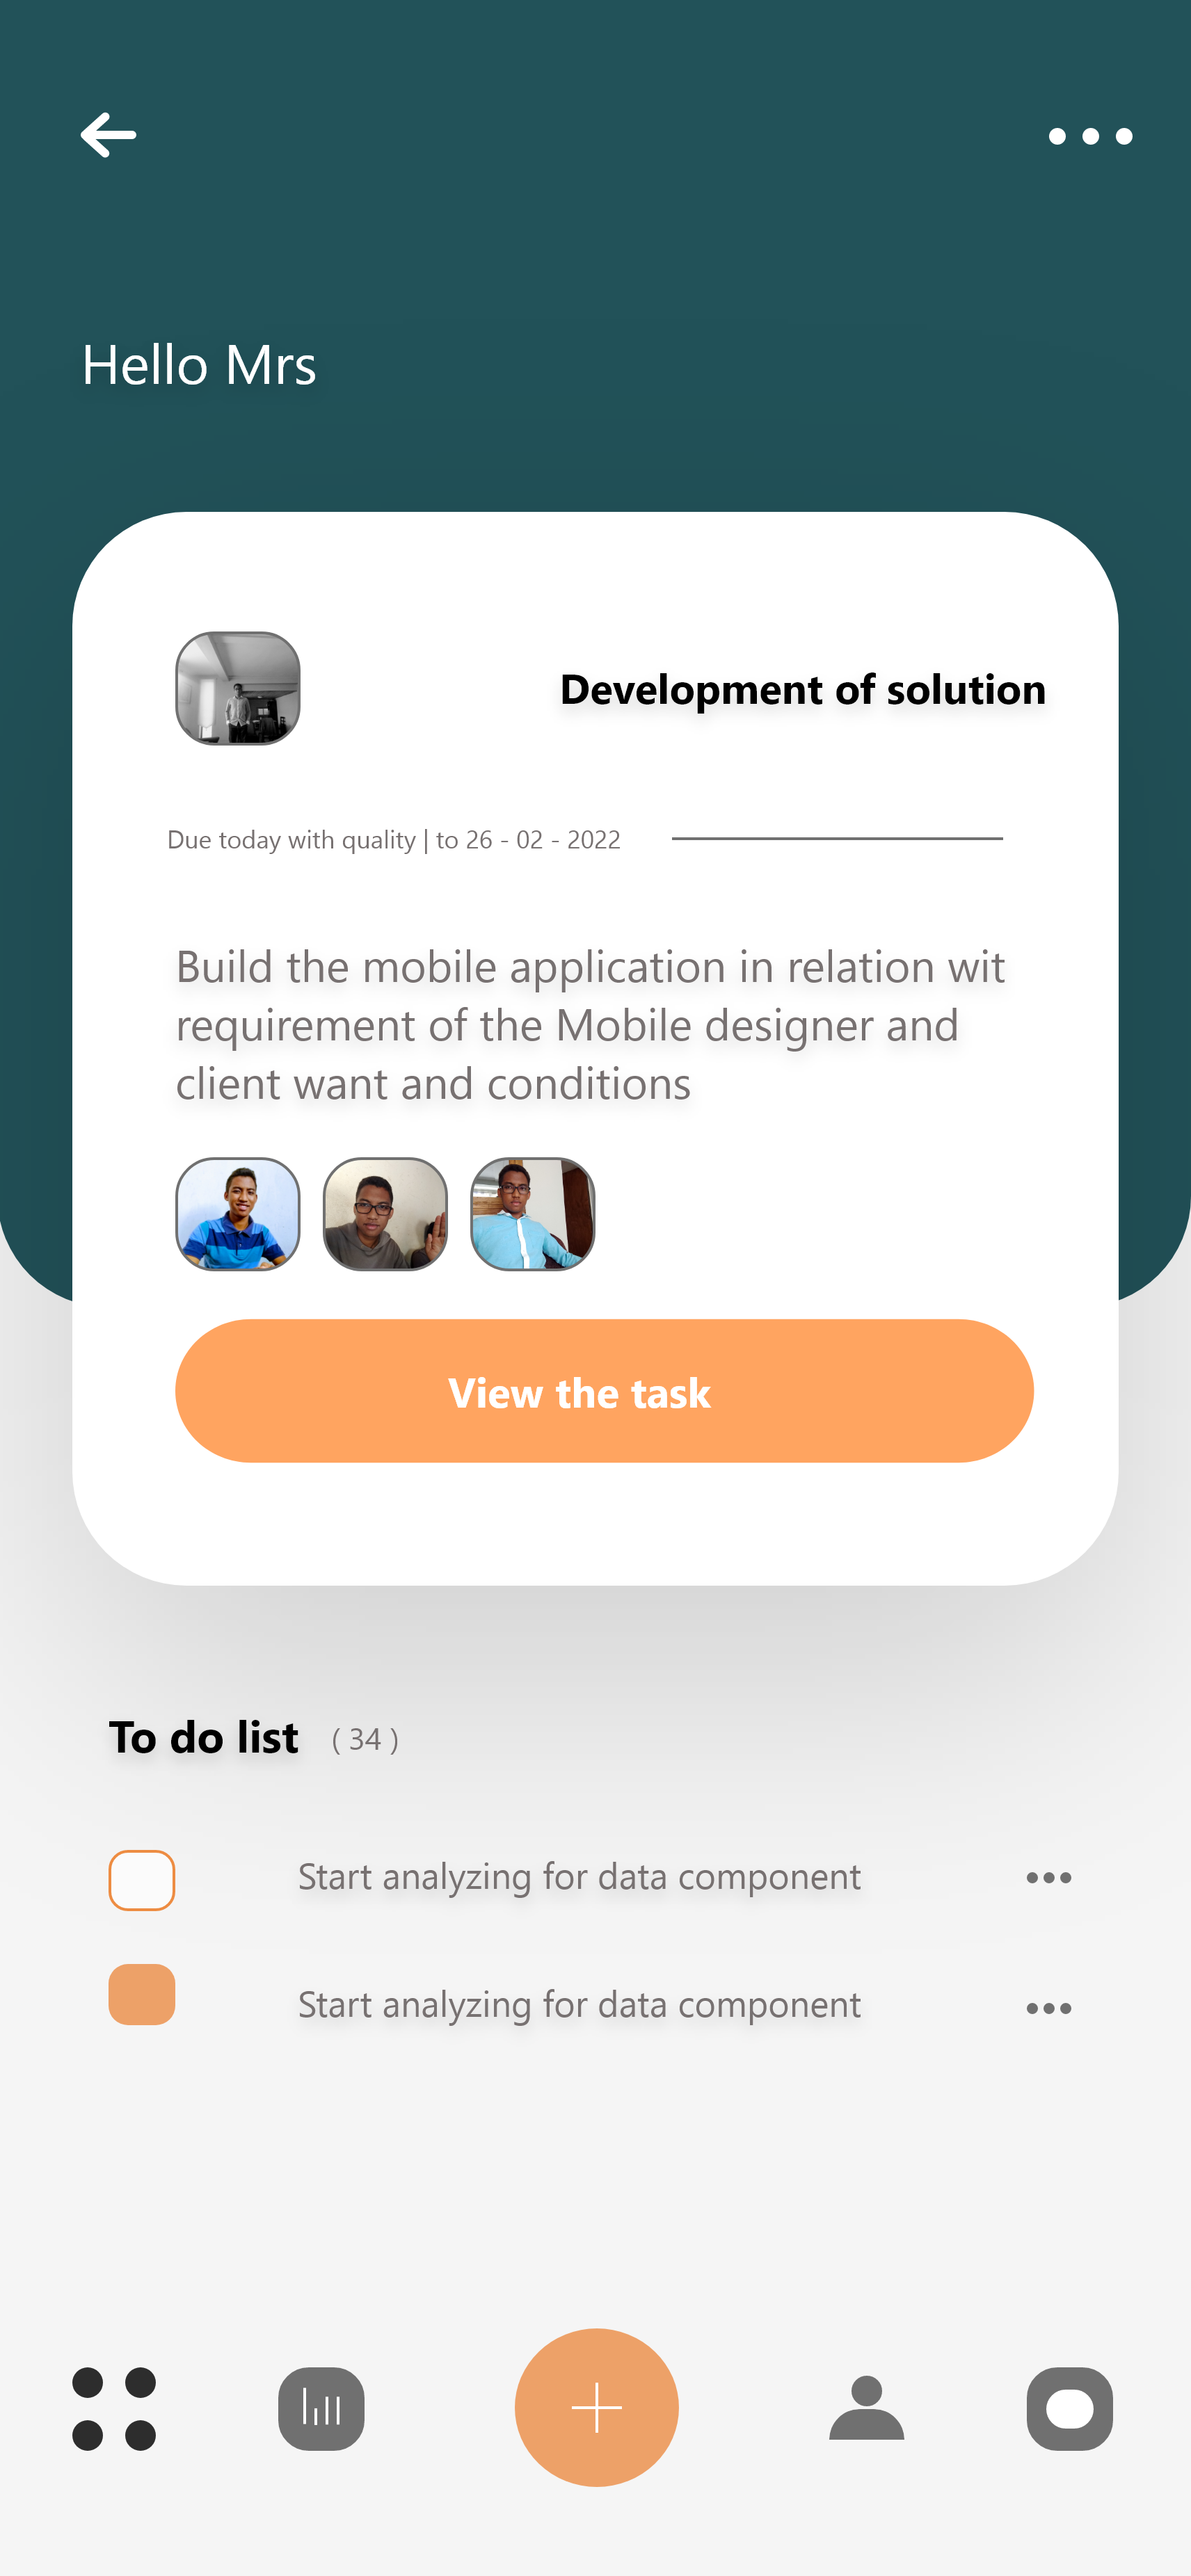 Hello Mrs
Development of solution
Due today with quality | to 26 - 02 - 2022
Build the mobile application in relation wit
requirement of the Mobile designer and
client want and conditions
View the task
To do list ( 34 )
Start analyzing for data component
Start analyzing for data component